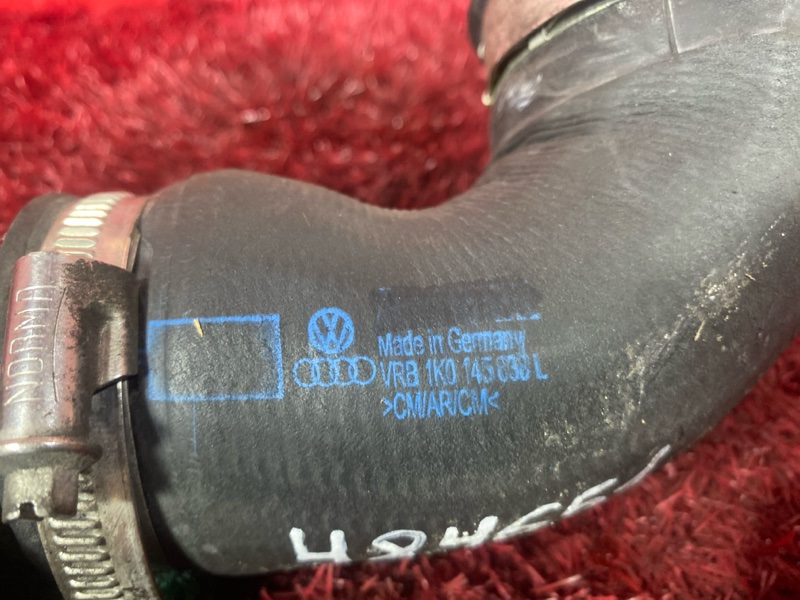 NORMA
Made in Germany
VRB 1K0 145 838 L
>CM/AR/CM<